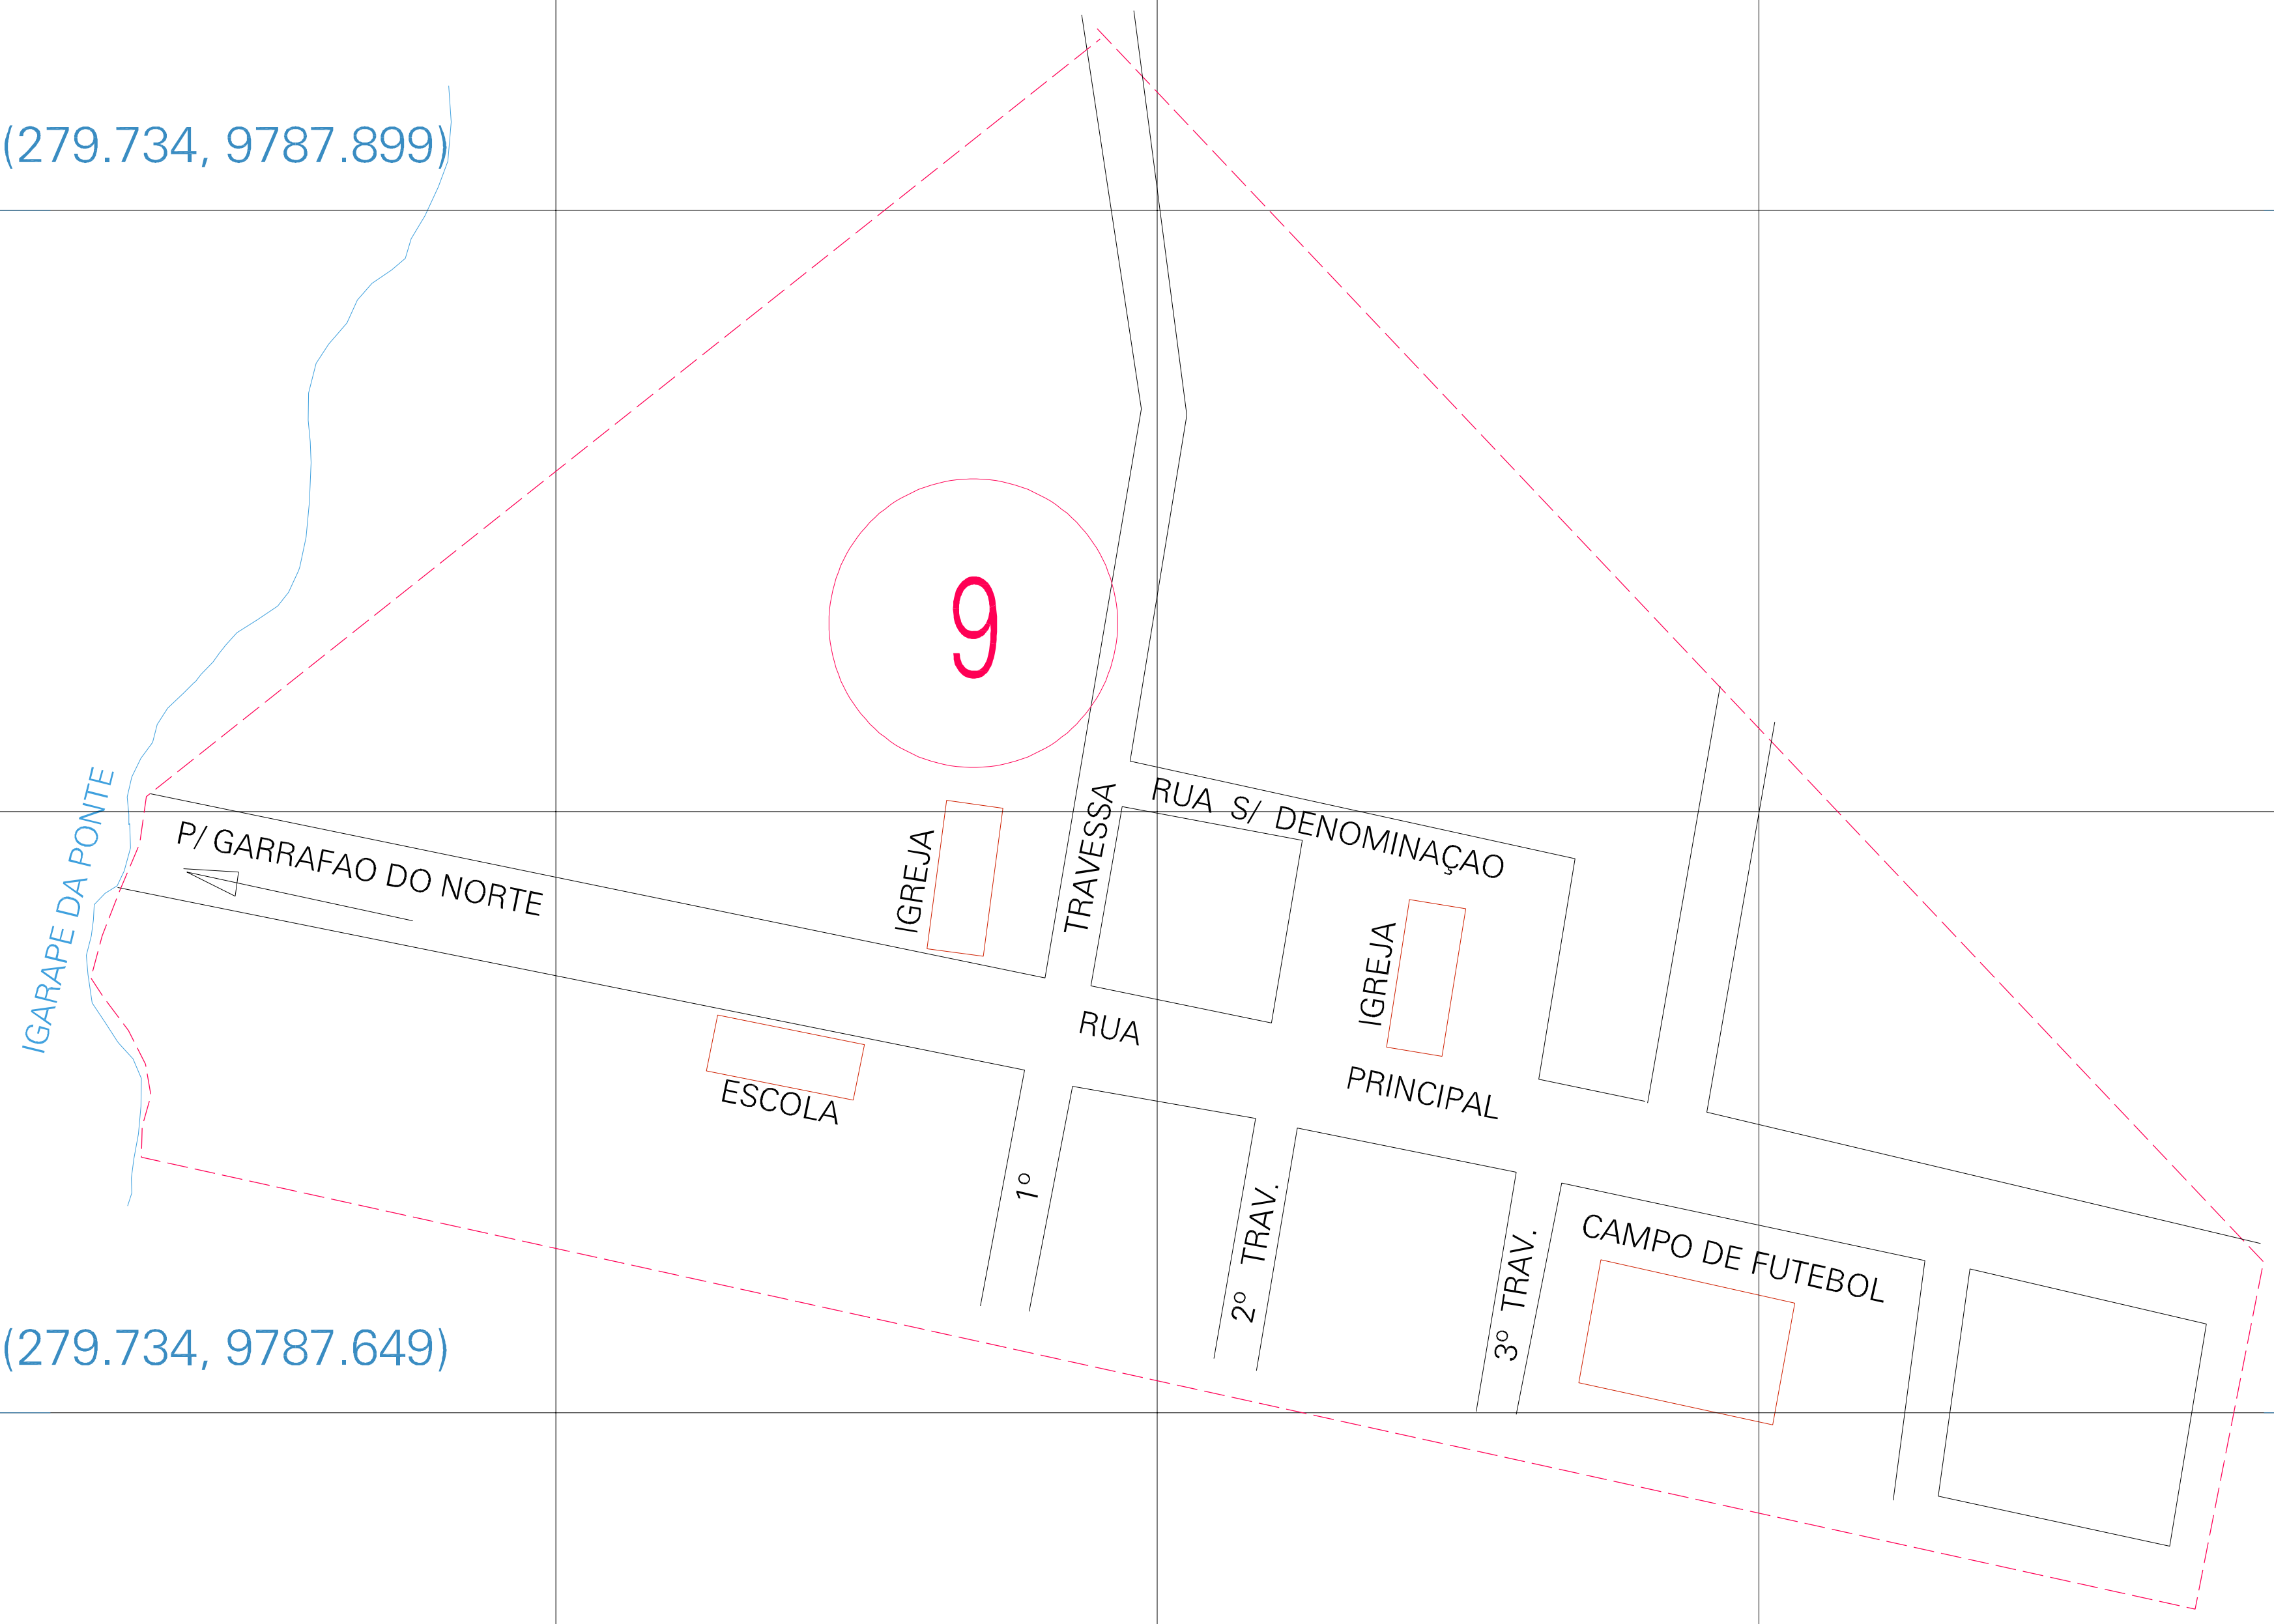 (279.734, 9787.899)
9
IGARAPE DA PONTE
P/ GARRAFAO DO NORTE
IGREJA
TRAVESSA
RUA S/ DENOMINAÇAO
IGREJA
RUA
PRINCIPAL
ESCOLA
1º
2º TRAV.
3º TRAV.
CAMPO DE FUTEBOL
(279.734, 9787.649)